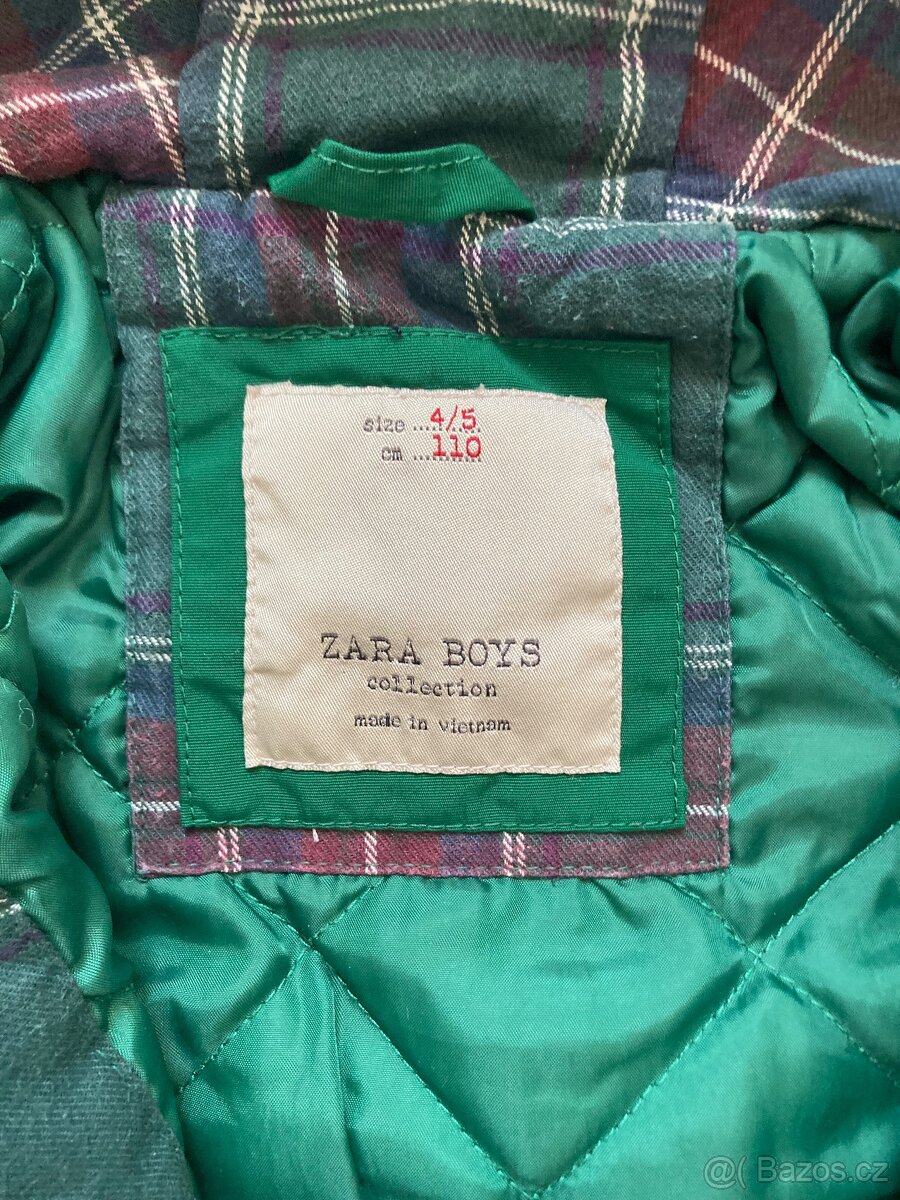 size ..4/5.
cm ...110
ZARA BOYS
collection
made in vietnam
@( Bazos.cz